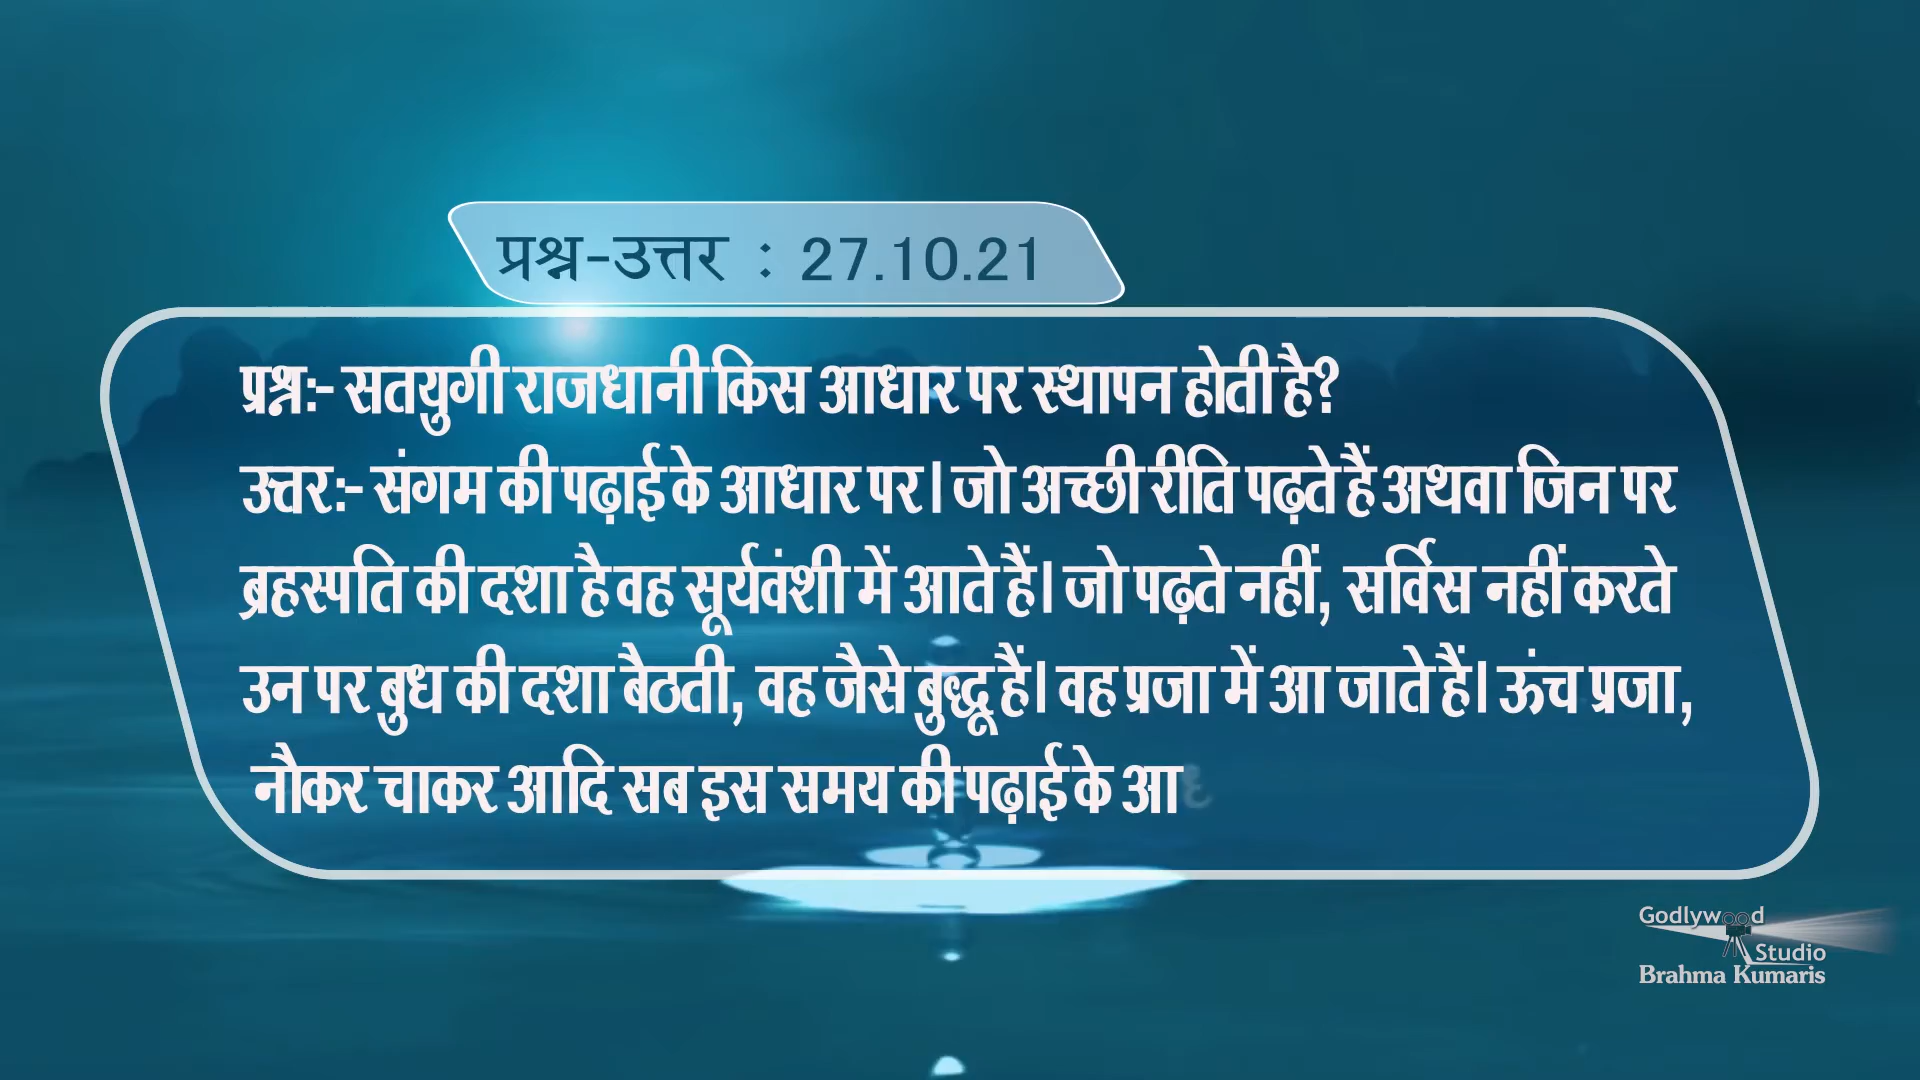 प्रश्न-उत्तर : 27.10.21
प्रश्न:- सतयुगी राजधानी किस आधार पर स्थापन होती है?
उत्तर:- संगम की पढ़ाई के आधार पर। जो अच्छी रीति पढ़ते हैं अथवा जिन पर
ब्रहस्पति की दशा है वह सूर्यवंशी में आते हैं। जो पढ़ते नहीं, सर्विस नहीं करते
उन पर बुध की दशा बैठती, वह जैसे बुद्धू हैं। वह प्रजा में आ जाते हैं। ऊंच प्रजा,
नौकर चाकर आदि सब इस समय की पढ़ाई के आ
Godlywood
Studio
Brahma Kumaris